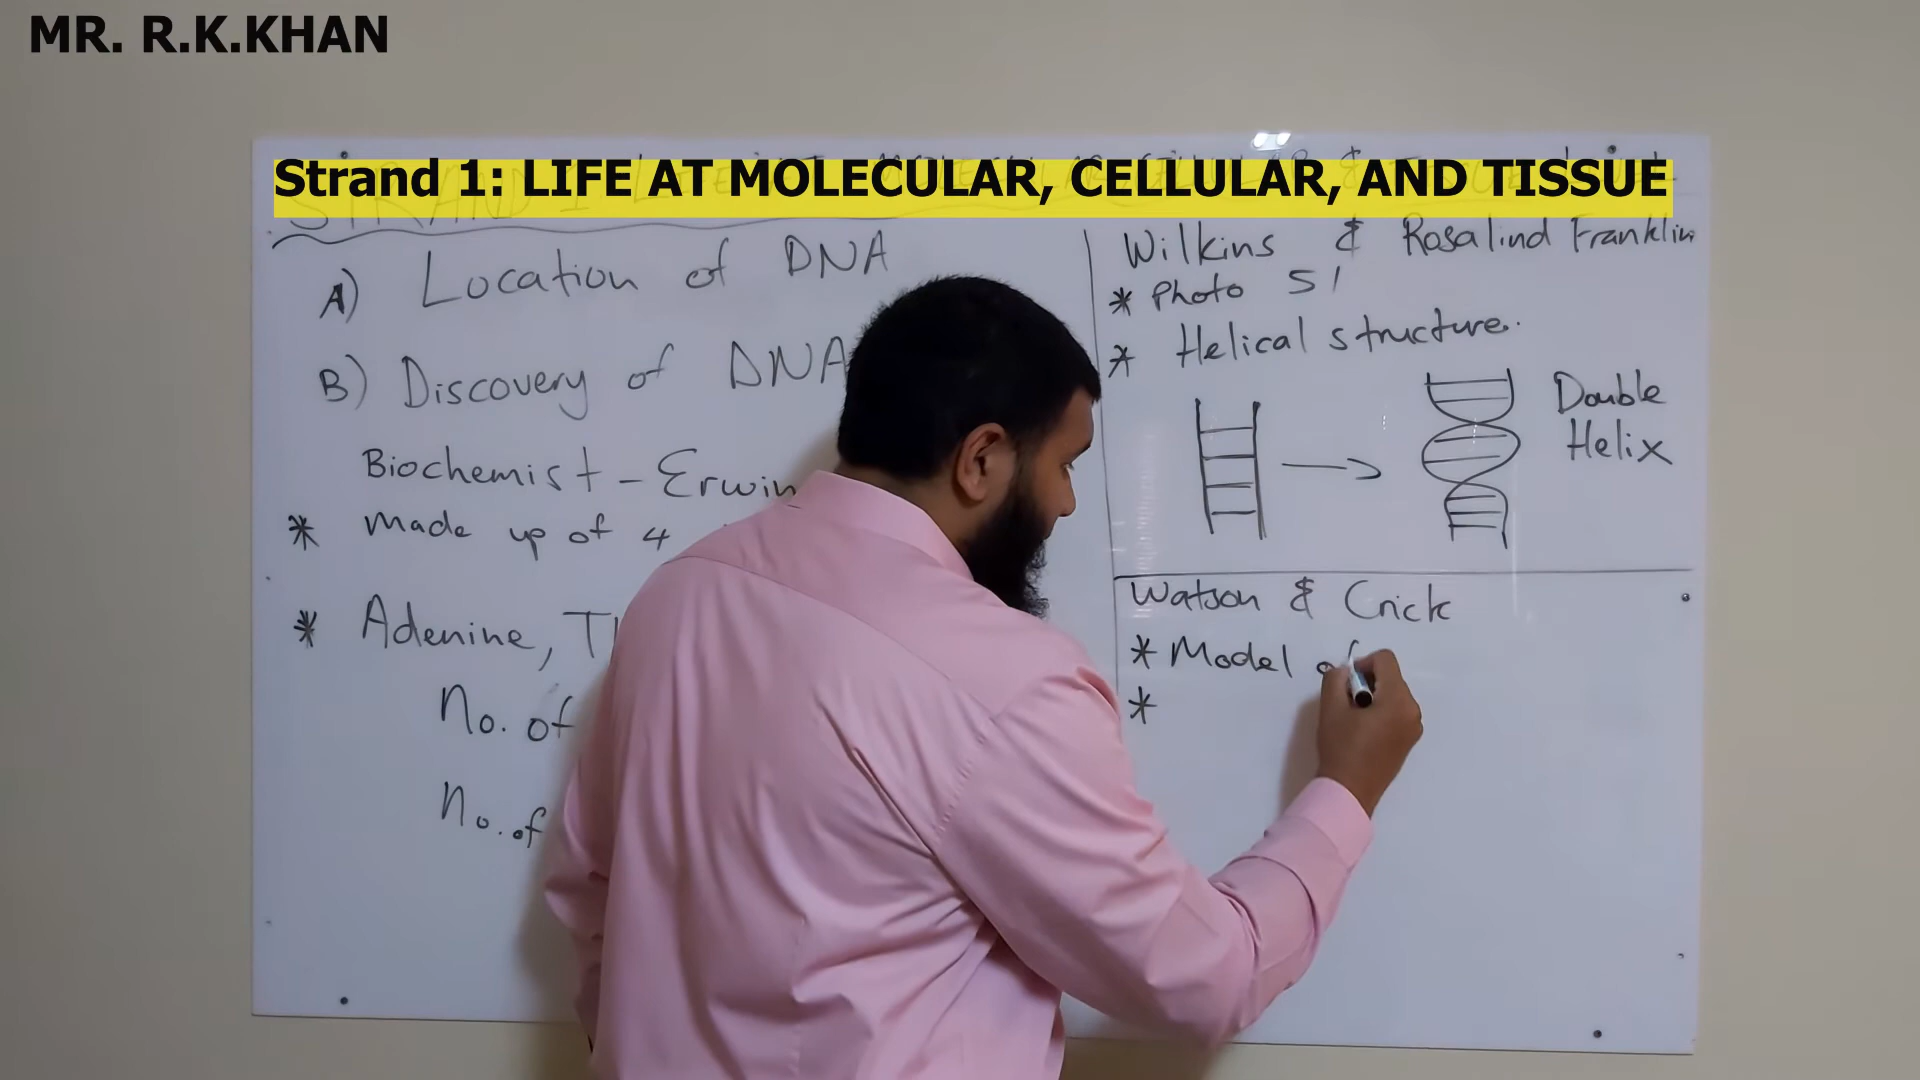 MR. R.K.KHAN
Strand 1: LIFE AT MOLECULAR, CELLULAR, AND TISSUE
A) Location of DNA
B) Discovery of DNA
Biochemist - Erwin
* Made up of 4
* Adenine,
No. of
No. of
Wilkins & Rosalind Franklin
* Photo 51
* Helical structure.
Double
Helix
Watson & Crick
* Model of
*